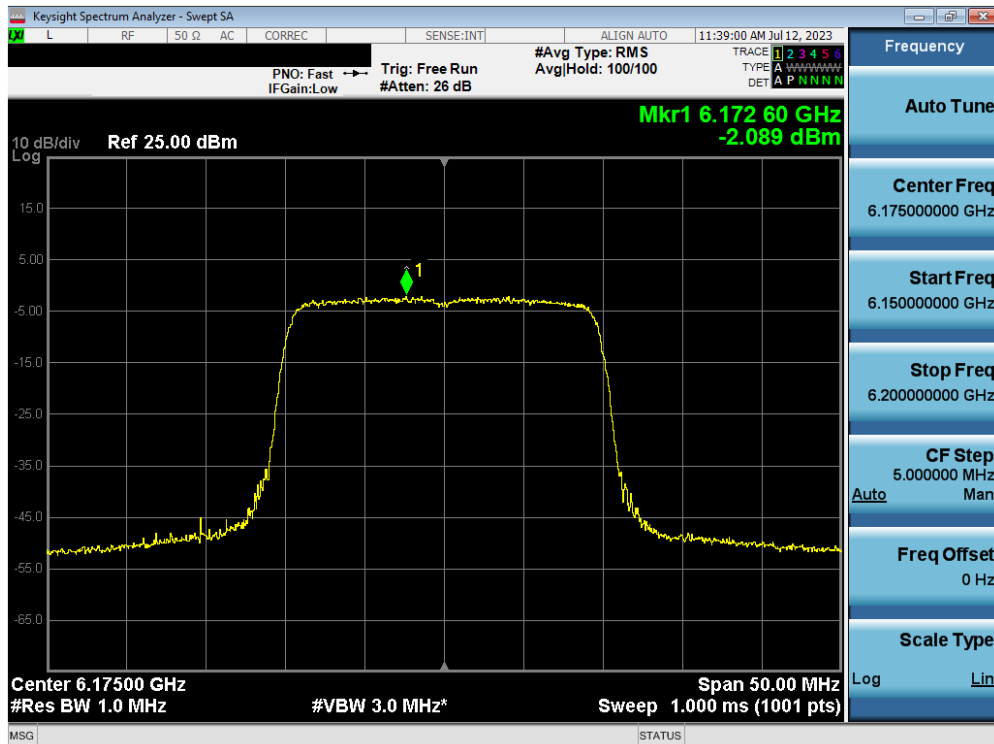 Keysight Spectrum Analyzer - Swept SA
LXI L RF 50 Ω AC CORREC SENSE:INT ALIGN AUTO 11:39:00 AM Jul 12, 2023
PNO: Fast
IFGain:Low
Trig: Free Run
#Atten: 26 dB
#Avg Type: RMS
Avg|Hold: 100/100
TRACE 1 2 3 4 5 6
TYPE A WWWWW
DET A P N N N N
Mkr1 6.172 60 GHz
-2.089 dBm
10 dB/div Ref 25.00 dBm
Log
15.0
5.00
1
-5.00
-15.0
-25.0
-35.0
-45.0
-55.0
-65.0
Center 6.17500 GHz Span 50.00 MHz
#Res BW 1.0 MHz #VBW 3.0 MHz* Sweep 1.000 ms (1001 pts)
MSG STATUS
Frequency
Auto Tune
Center Freq
6.175000000 GHz
Start Freq
6.150000000 GHz
Stop Freq
6.200000000 GHz
CF Step
5.000000 MHz
Auto Man
Freq Offset
0 Hz
Scale Type
Log Lin